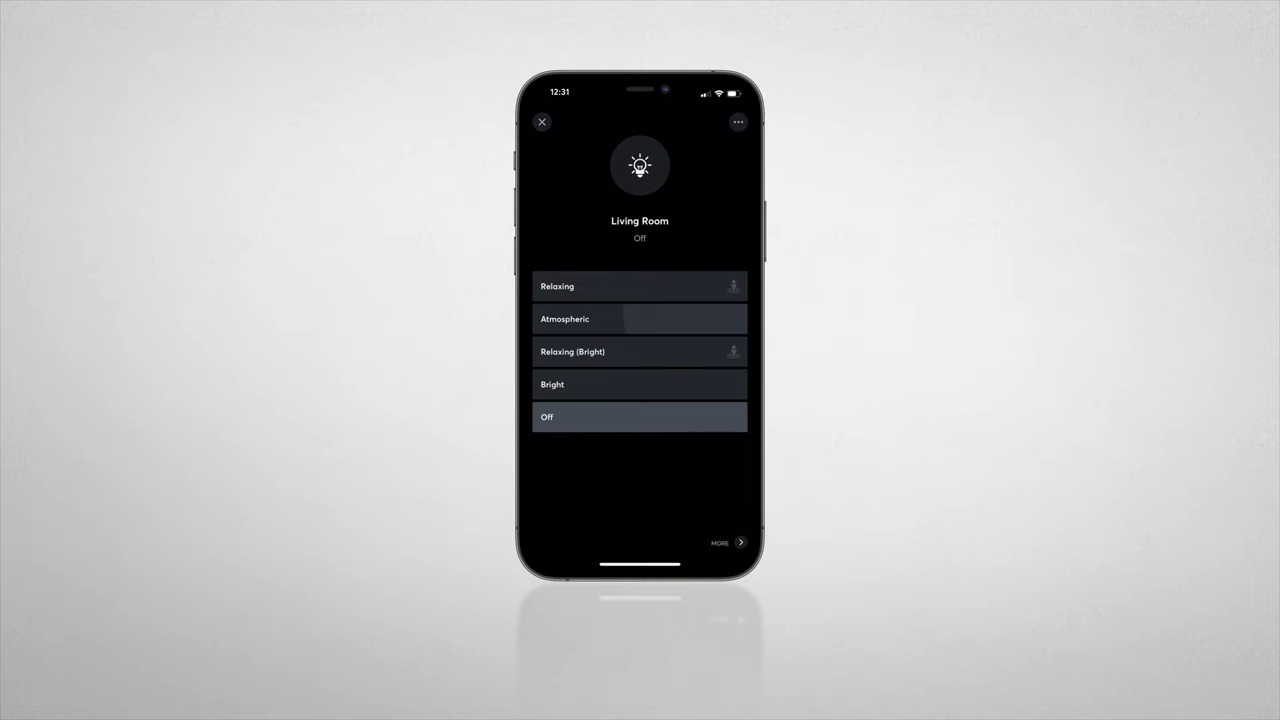 12:31
Living Room
Off
Relaxing
Atmospheric
Relaxing (Bright)
Bright
Off
MORE